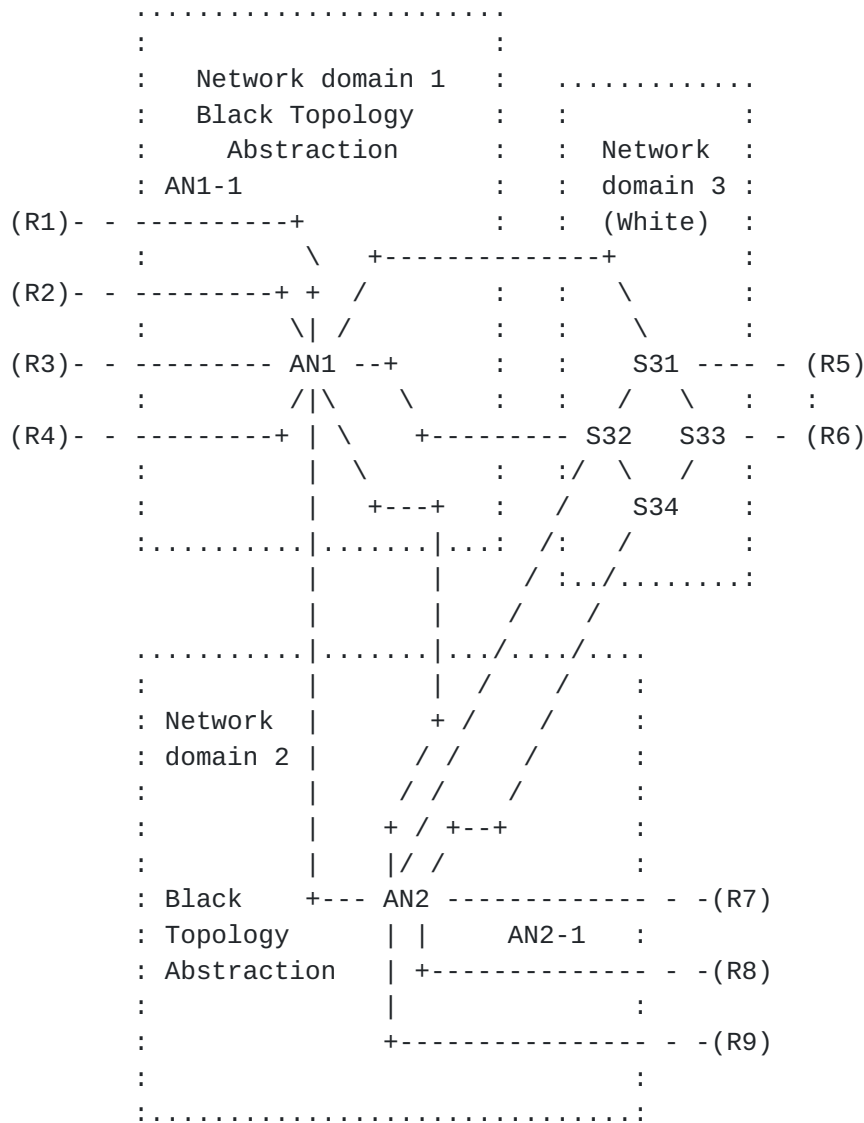 Network domain 1
Black Topology
Abstraction
Network
AN1-1
domain 3
(R1)
(White)
(R2)
(R3)
AN1
S31
(R5)
(R4)
S32
S33
(R6)
S34
Network
domain 2
Black
AN2
(R7)
Topology
AN2-1
Abstraction
(R8)
(R9)